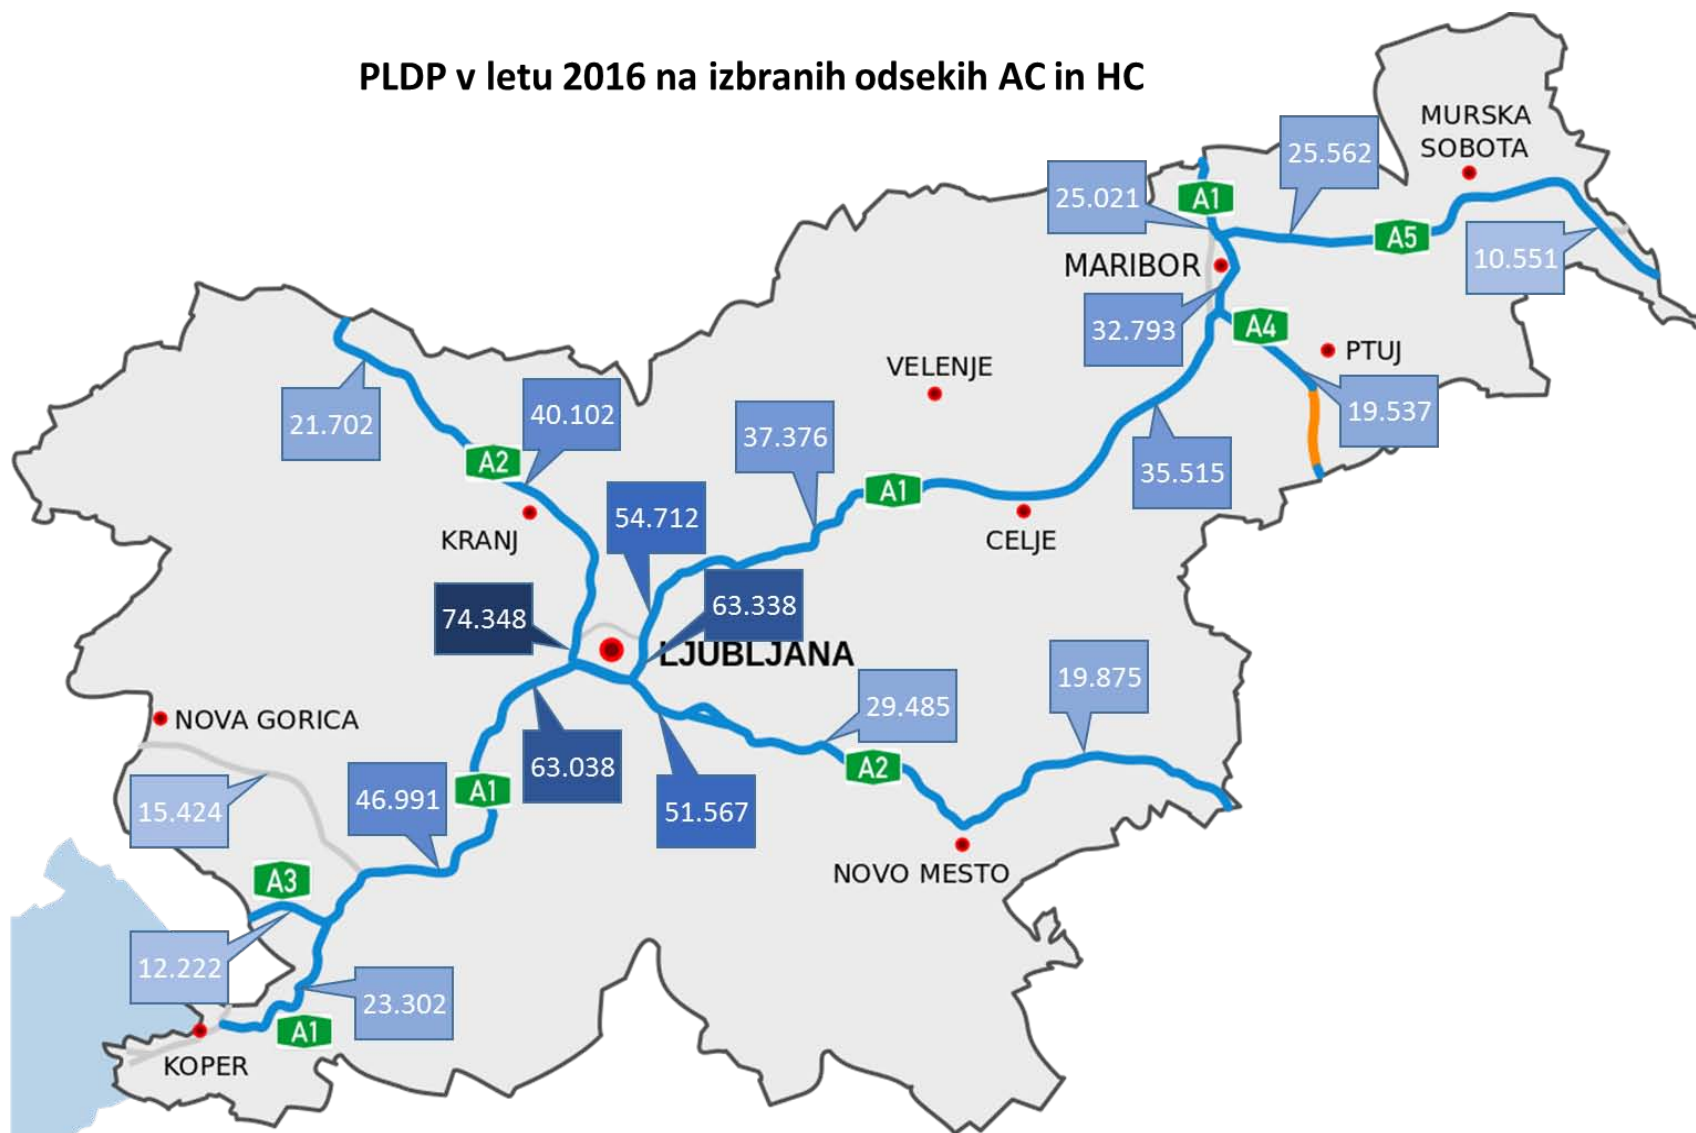 PLDP v letu 2016 na izbranih odsekih AC in HC
MURSKA
SOBOTA
25.562
25.021
A1
A5
10.551
MARIBOR
32.793
A4
PTUJ
19.537
VELENJE
21.702
40.102
37.376
35.515
A2
A1
54.712
KRANJ
CELJE
74.348
63.338
LJUBLJANA
19.875
29.485
NOVA GORICA
63.038
A2
15.424
46.991
A1
51.567
NOVO MESTO
A3
12.222
23.302
A1
KOPER